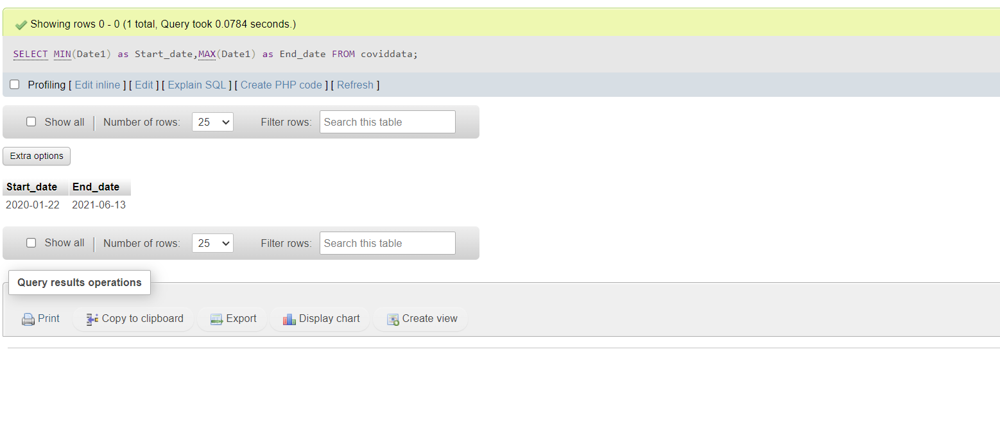 Showing rows 0 - 0 (1 total, Query took 0.0784 seconds.)
SELECT MIN(Date1) as Start_date,MAX(Date1) as End_date FROM coviddata;
Profiling [ Edit inline ] [ Edit ] [ Explain SQL ] [ Create PHP code ] [ Refresh ]
Show all Number of rows: 25 Filter rows: Search this table
Extra options
Start_date End_date
2020-01-22 2021-06-13
Show all Number of rows: 25 Filter rows: Search this table
Query results operations
Print Copy to clipboard Export Display chart Create view